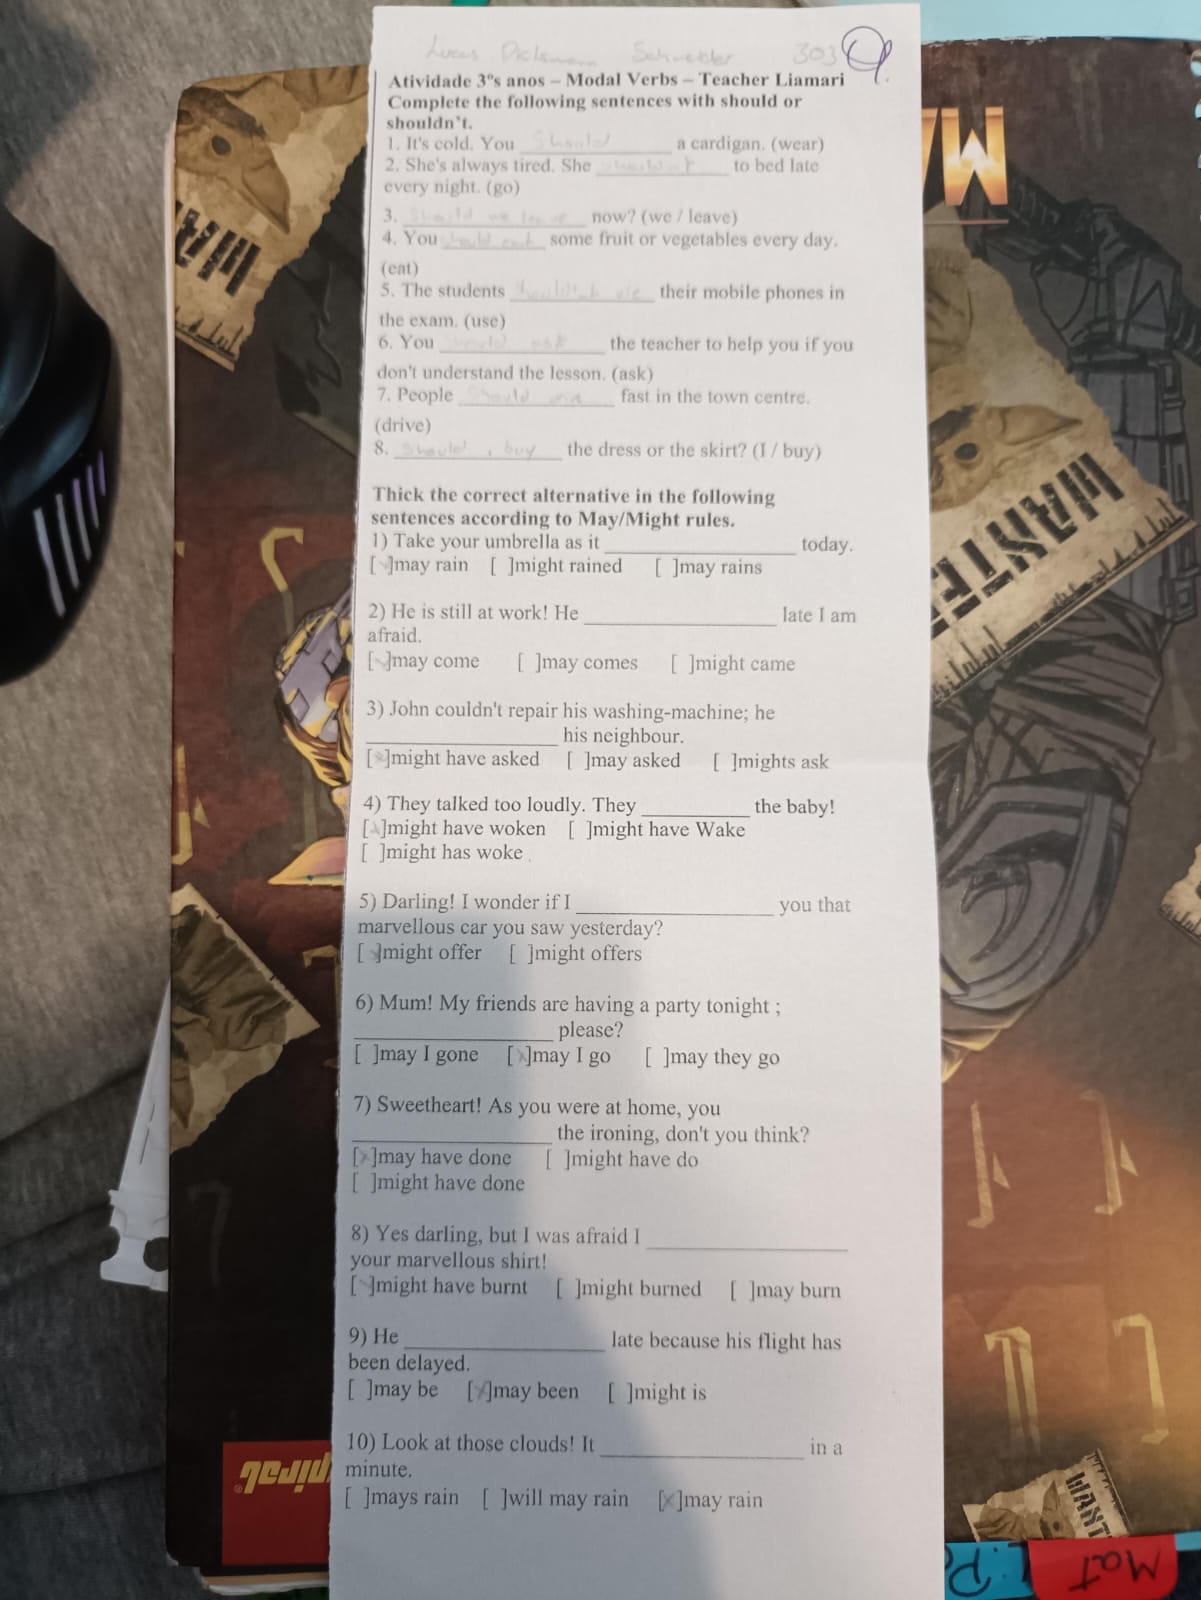 Lucas Schneider 303
Atividade 3ºs anos – Modal Verbs – Teacher Liamari
Complete the following sentences with should or
shouldn't.
1. It's cold. You Should a cardigan. (wear)
2. She's always tired. She shouldn't to bed late
every night. (go)
3. Should we leave now? (we / leave)
4. You should eat some fruit or vegetables every day.
(eat)
5. The students shouldn't use their mobile phones in
the exam. (use)
6. You should ask the teacher to help you if you
don't understand the lesson. (ask)
7. People Should fast in the town centre.
(drive)
8. Should i buy the dress or the skirt? (I / buy)
Thick the correct alternative in the following
sentences according to May/Might rules.
1) Take your umbrella as it ____ today.
[x]may rain [ ]might rained [ ]may rains
2) He is still at work! He ____ late I am
afraid.
[x]may come [ ]may comes [ ]might came
3) John couldn't repair his washing-machine; he
____ his neighbour.
[x]might have asked [ ]may asked [ ]mights ask
4) They talked too loudly. They ____ the baby!
[x]might have woken [ ]might have Wake
[ ]might has woke .
5) Darling! I wonder if I ____ you that
marvellous car you saw yesterday?
[x]might offer [ ]might offers
6) Mum! My friends are having a party tonight ;
____ please?
[ ]may I gone [x]may I go [ ]may they go
7) Sweetheart! As you were at home, you
____ the ironing, don't you think?
[x]may have done [ ]might have do
[ ]might have done
8) Yes darling, but I was afraid I ____
your marvellous shirt!
[x]might have burnt [ ]might burned [ ]may burn
9) He ____ late because his flight has
been delayed.
[ ]may be [x]may been [ ]might is
10) Look at those clouds! It ____ in a
minute.
[ ]mays rain [ ]will may rain [x]may rain
WANTED
WANT
Mat